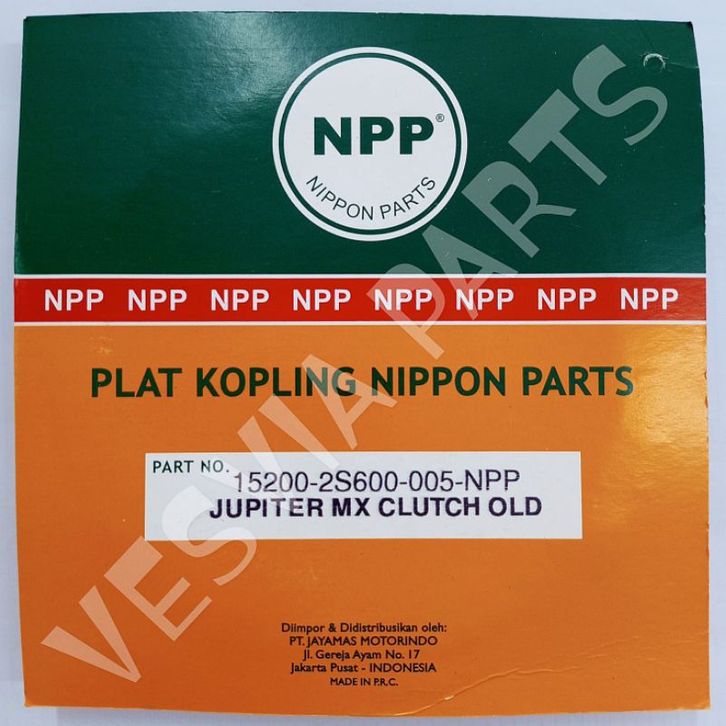 NPP®
NIPPON PARTS
NPP NPP NPP NPP NPP NPP NPP NPP
PLAT KOPLING NIPPON PARTS
PART NO. 15200-2S600-005-NPP
JUPITER MX CLUTCH OLD
VESVIA PARTS
Diimpor & Didistribusikan oleh:
PT. JAYAMAS MOTORINDO
Jl. Gereja Ayam No. 17
Jakarta Pusat - INDONESIA
MADE IN P.R.C.